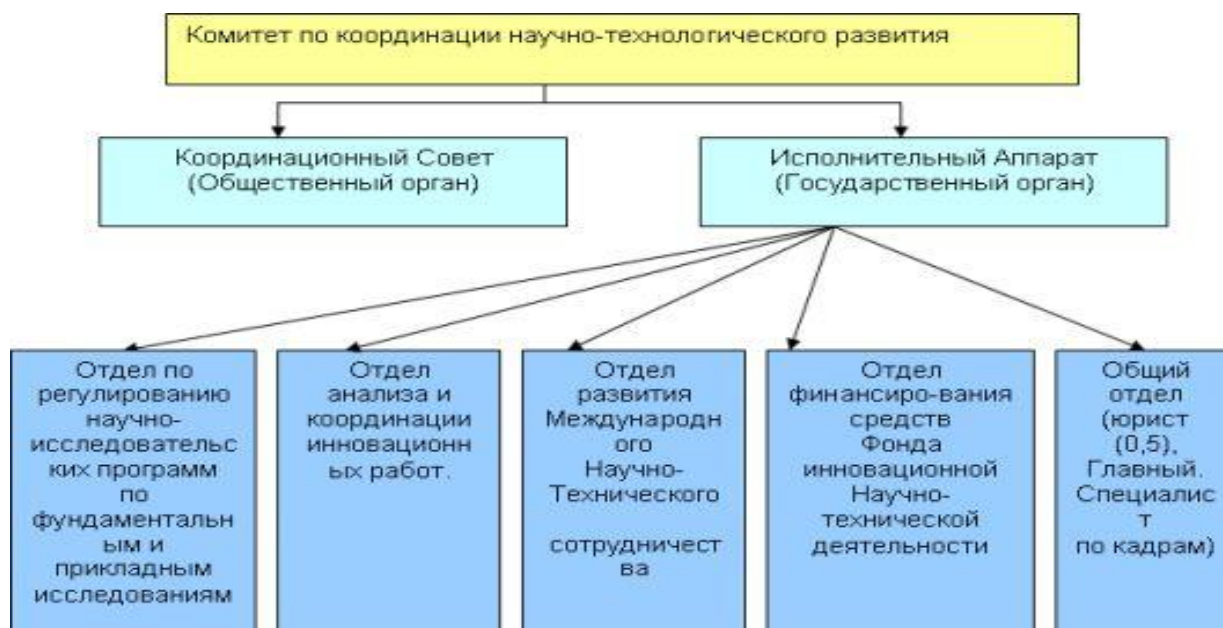 Комитет по координации научно-технологического развития
Координационный Совет
(Общественный орган)
Исполнительный Аппарат
(Государственный орган)
Отдел по
регулированию
научно-
исследовательс
ких программ
по
фундаментальн
ым и
прикладным
исследованиям
Отдел
анализа и
координации
инновационн
ых работ.
Отдел
развития
Международн
ого
Научно-
Технического
сотрудничест
ва
Отдел
финансиро-вания
средств
Фонда
инновационной
Научно-
технической
деятельности
Общий
отдел
(юрист
(0,5),
Главный.
Специалис
т
по кадрам)